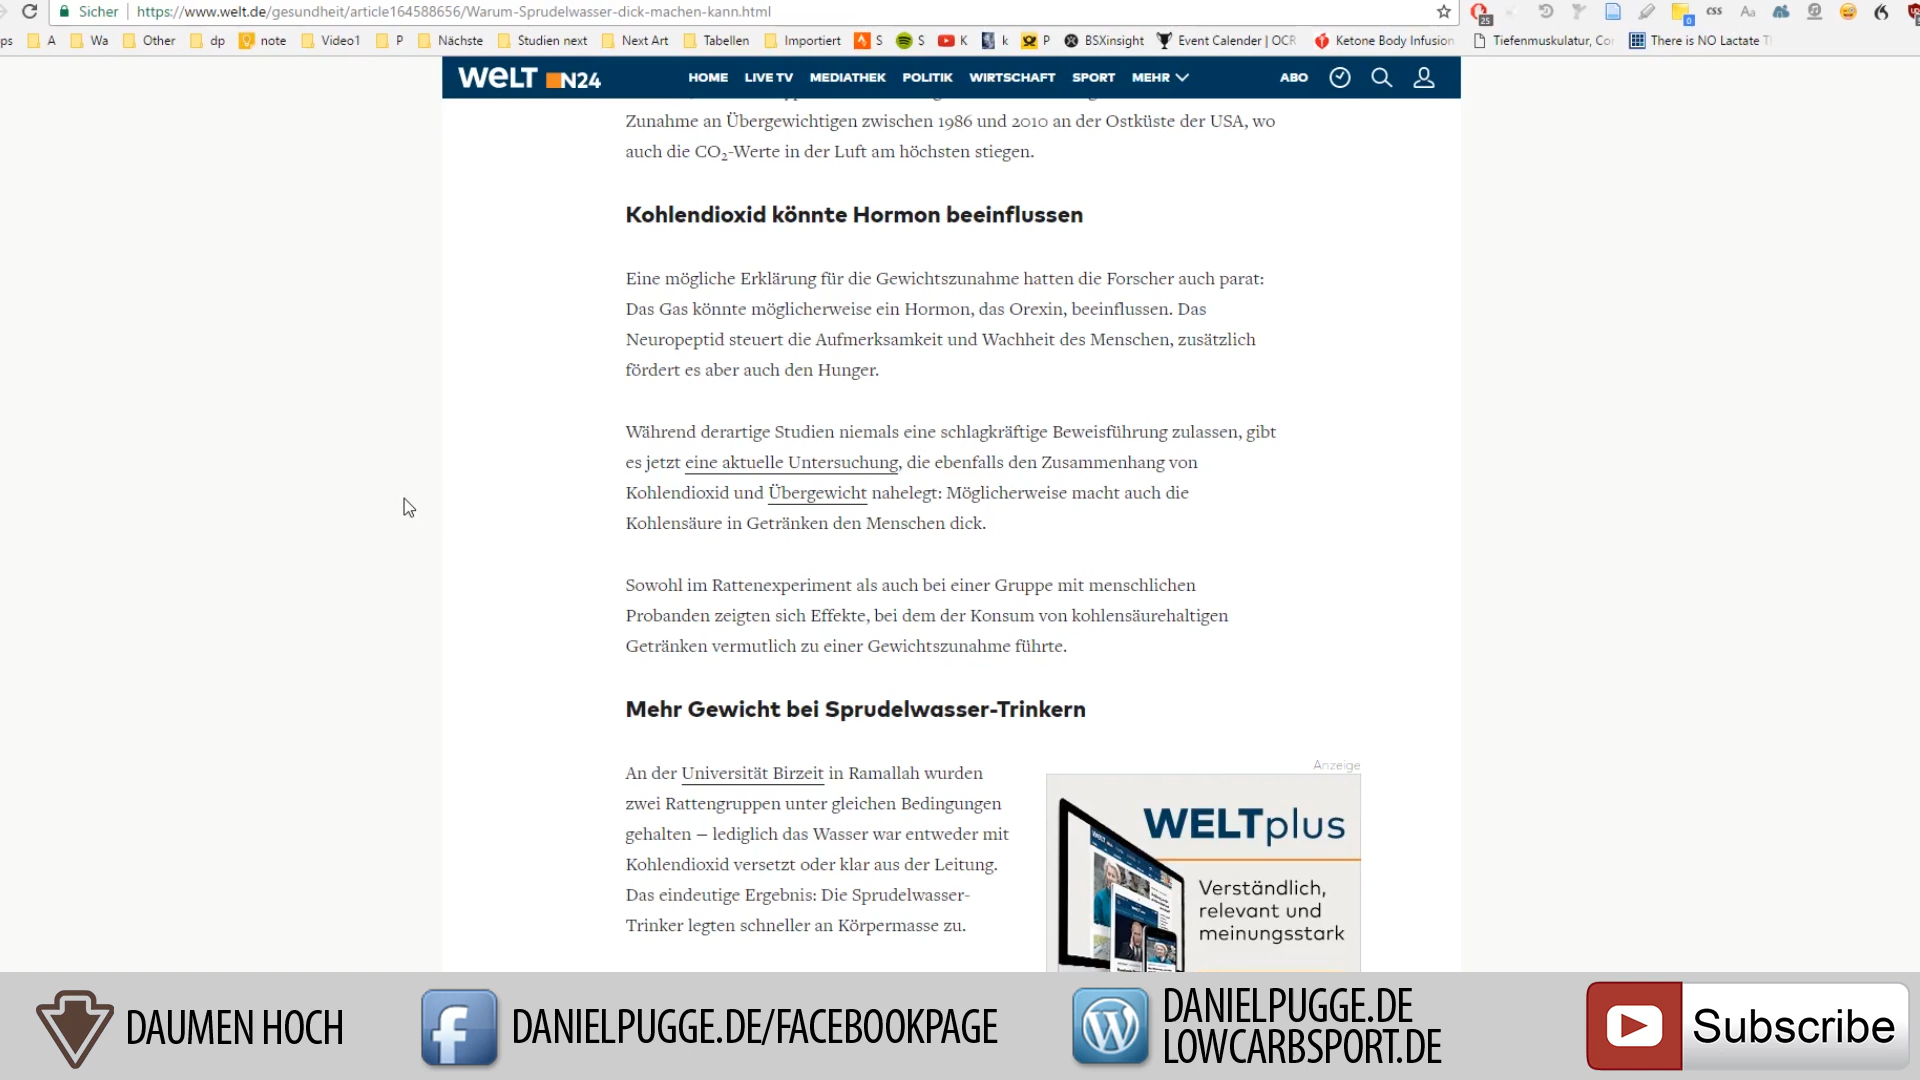 Sicher https://www.welt.de/gesundheit/article164588656/Warum-Sprudelwasser-dick-machen-kann.html
25 0 CSS Aa
ps A Wa Other dp note Video1 P Nächste Studien next Next Art Tabellen Importiert S S K k P BSXinsight Event Calender | OCR Ketone Body Infusion Tiefenmuskulatur, Cor There is NO Lactate T
WELT N24 HOME LIVE TV MEDIATHEK POLITIK WIRTSCHAFT SPORT MEHR ABO
Zunahme an Übergewichtigen zwischen 1986 und 2010 an der Ostküste der USA, wo
auch die CO₂-Werte in der Luft am höchsten stiegen.
Kohlendioxid könnte Hormon beeinflussen
Eine mögliche Erklärung für die Gewichtszunahme hatten die Forscher auch parat:
Das Gas könnte möglicherweise ein Hormon, das Orexin, beeinflussen. Das
Neuropeptid steuert die Aufmerksamkeit und Wachheit des Menschen, zusätzlich
fördert es aber auch den Hunger.
Während derartige Studien niemals eine schlagkräftige Beweisführung zulassen, gibt
es jetzt eine aktuelle Untersuchung, die ebenfalls den Zusammenhang von
Kohlendioxid und Übergewicht nahelegt: Möglicherweise macht auch die
Kohlensäure in Getränken den Menschen dick.
Sowohl im Rattenexperiment als auch bei einer Gruppe mit menschlichen
Probanden zeigten sich Effekte, bei dem der Konsum von kohlensäurehaltigen
Getränken vermutlich zu einer Gewichtszunahme führte.
Mehr Gewicht bei Sprudelwasser-Trinkern
An der Universität Birzeit in Ramallah wurden
zwei Rattengruppen unter gleichen Bedingungen
gehalten – lediglich das Wasser war entweder mit
Kohlendioxid versetzt oder klar aus der Leitung.
Das eindeutige Ergebnis: Die Sprudelwasser-
Trinker legten schneller an Körpermasse zu.
Anzeige
WELTplus
Verständlich,
relevant und
meinungsstark
DAUMEN HOCH
DANIELPUGGE.DE/FACEBOOKPAGE
DANIELPUGGE.DE
LOWCARBSPORT.DE
Subscribe